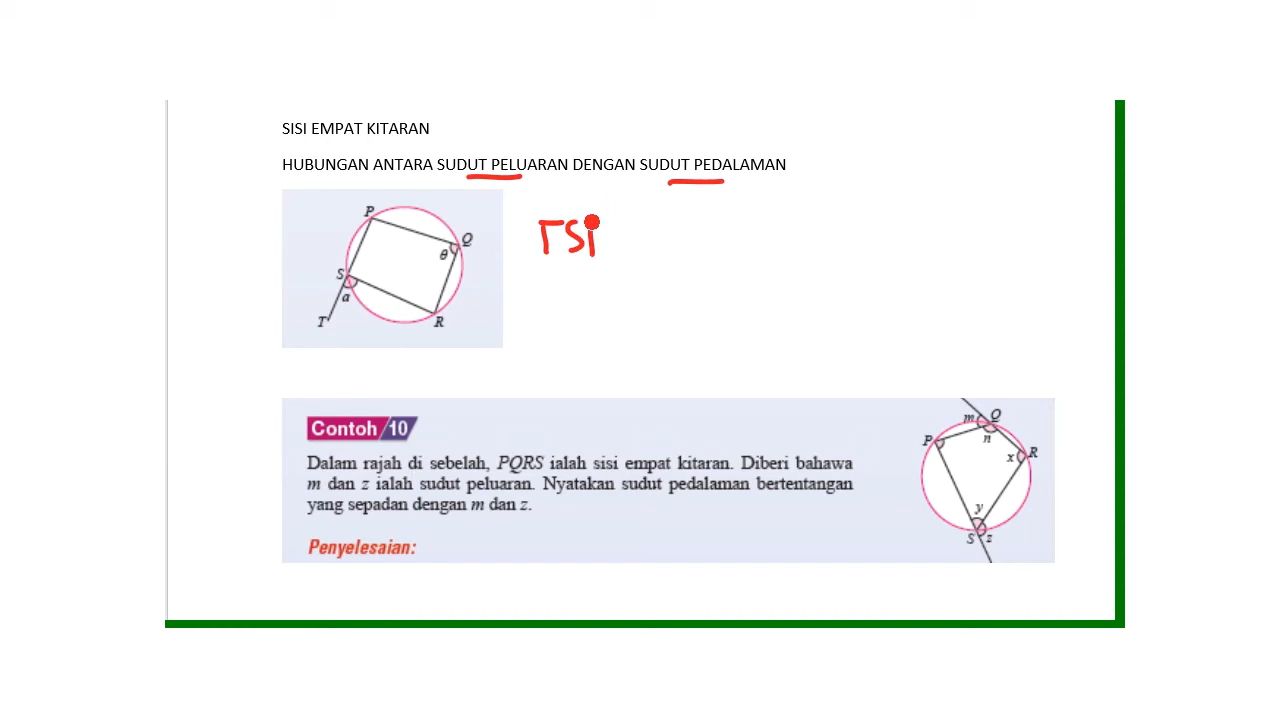 SISI EMPAT KITARAN
HUBUNGAN ANTARA SUDUT PELUARAN DENGAN SUDUT PEDALAMAN
P
Q
θ
S
a
T
R
Contoh 10
Dalam rajah di sebelah, PQRS ialah sisi empat kitaran. Diberi bahawa
m dan z ialah sudut peluaran. Nyatakan sudut pedalaman bertentangan
yang sepadan dengan m dan z.
Penyelesaian:
m Q
P n
x R
y
S z